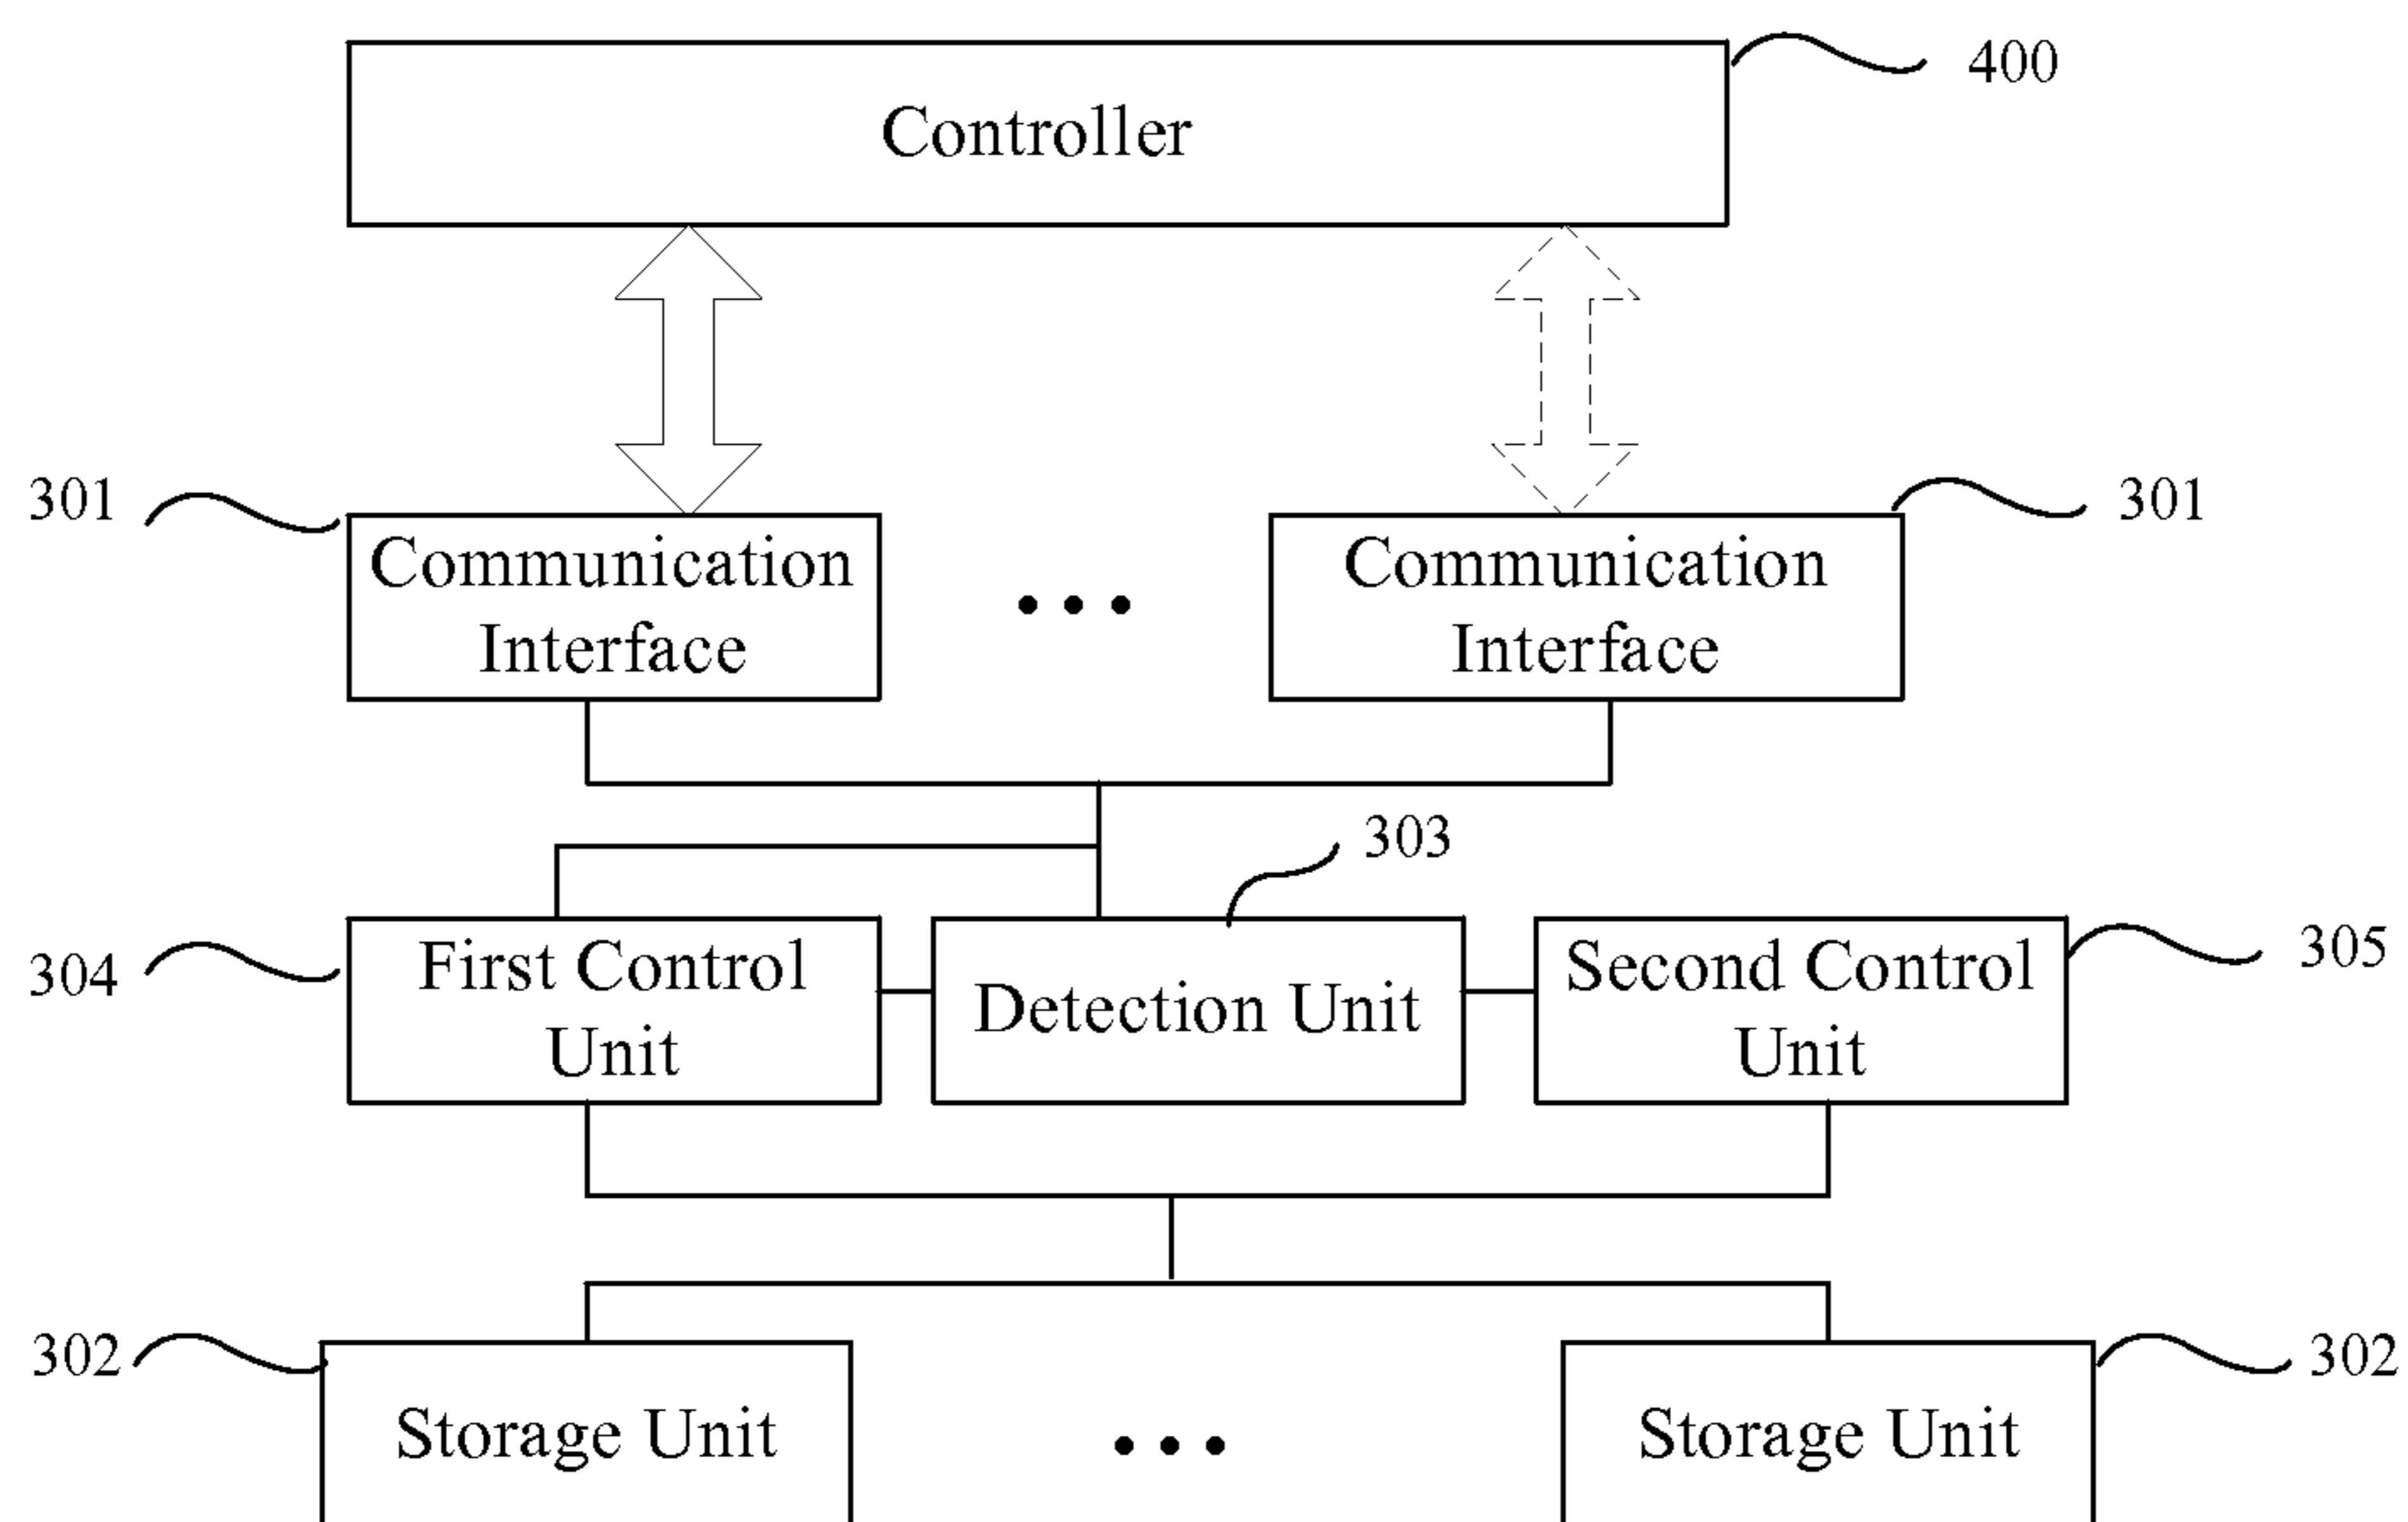 400
Controller
301
301
Communication
Interface
• • •
Communication
Interface
303
304
First Control
Unit
Detection Unit
Second Control
Unit
305
302
302
Storage Unit
• • •
Storage Unit